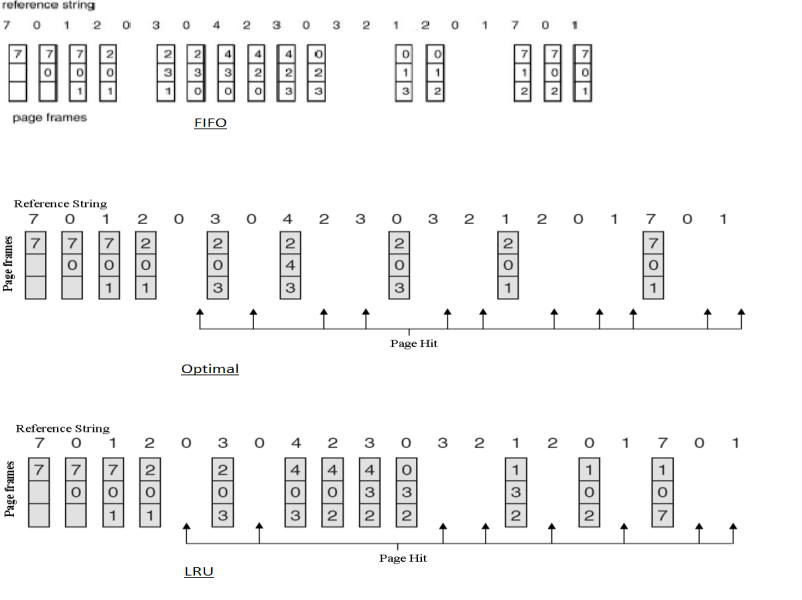 reference string
7 0 1 2 0 3 0 4 2 3 0 3 2 1 2 0 1 7 0 1
7 7 7 2 2 2 4 4 4 0 0 0 7 7 7
0 0 0 3 3 3 2 2 2 1 1 1 0 0
1 1 1 0 0 0 3 3 3 2 2 2 1
page frames
FIFO
Reference String
7 0 1 2 0 3 0 4 2 3 0 3 2 1 2 0 1 7 0 1
Page frames
7 7 7 2 2 2 2 2 7
0 0 0 0 4 0 0 0
1 1 3 3 3 1 1
Page Hit
Optimal
Reference String
7 0 1 2 0 3 0 4 2 3 0 3 2 1 2 0 1 7 0 1
Page frames
7 7 7 2 2 4 4 4 0 1 1 1
0 0 0 0 0 0 3 3 3 0 0
1 1 3 3 2 2 2 2 2 7
Page Hit
LRU